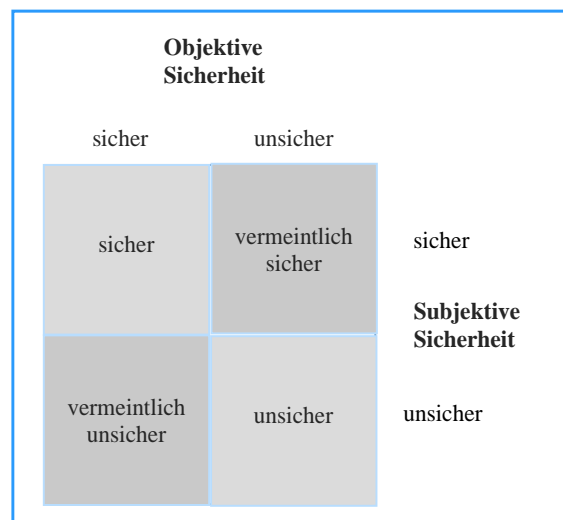 Objektive
Sicherheit
sicher
unsicher
sicher
vermeintlich
sicher
sicher
Subjektive
Sicherheit
vermeintlich
unsicher
unsicher
unsicher